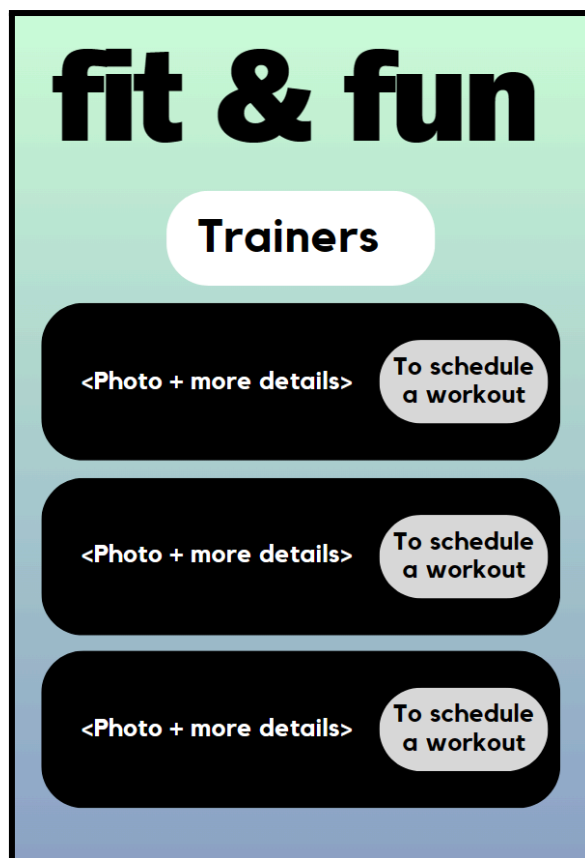 fit & fun
Trainers
<Photo + more details>
To schedule
a workout
<Photo + more details>
To schedule
a workout
<Photo + more details>
To schedule
a workout